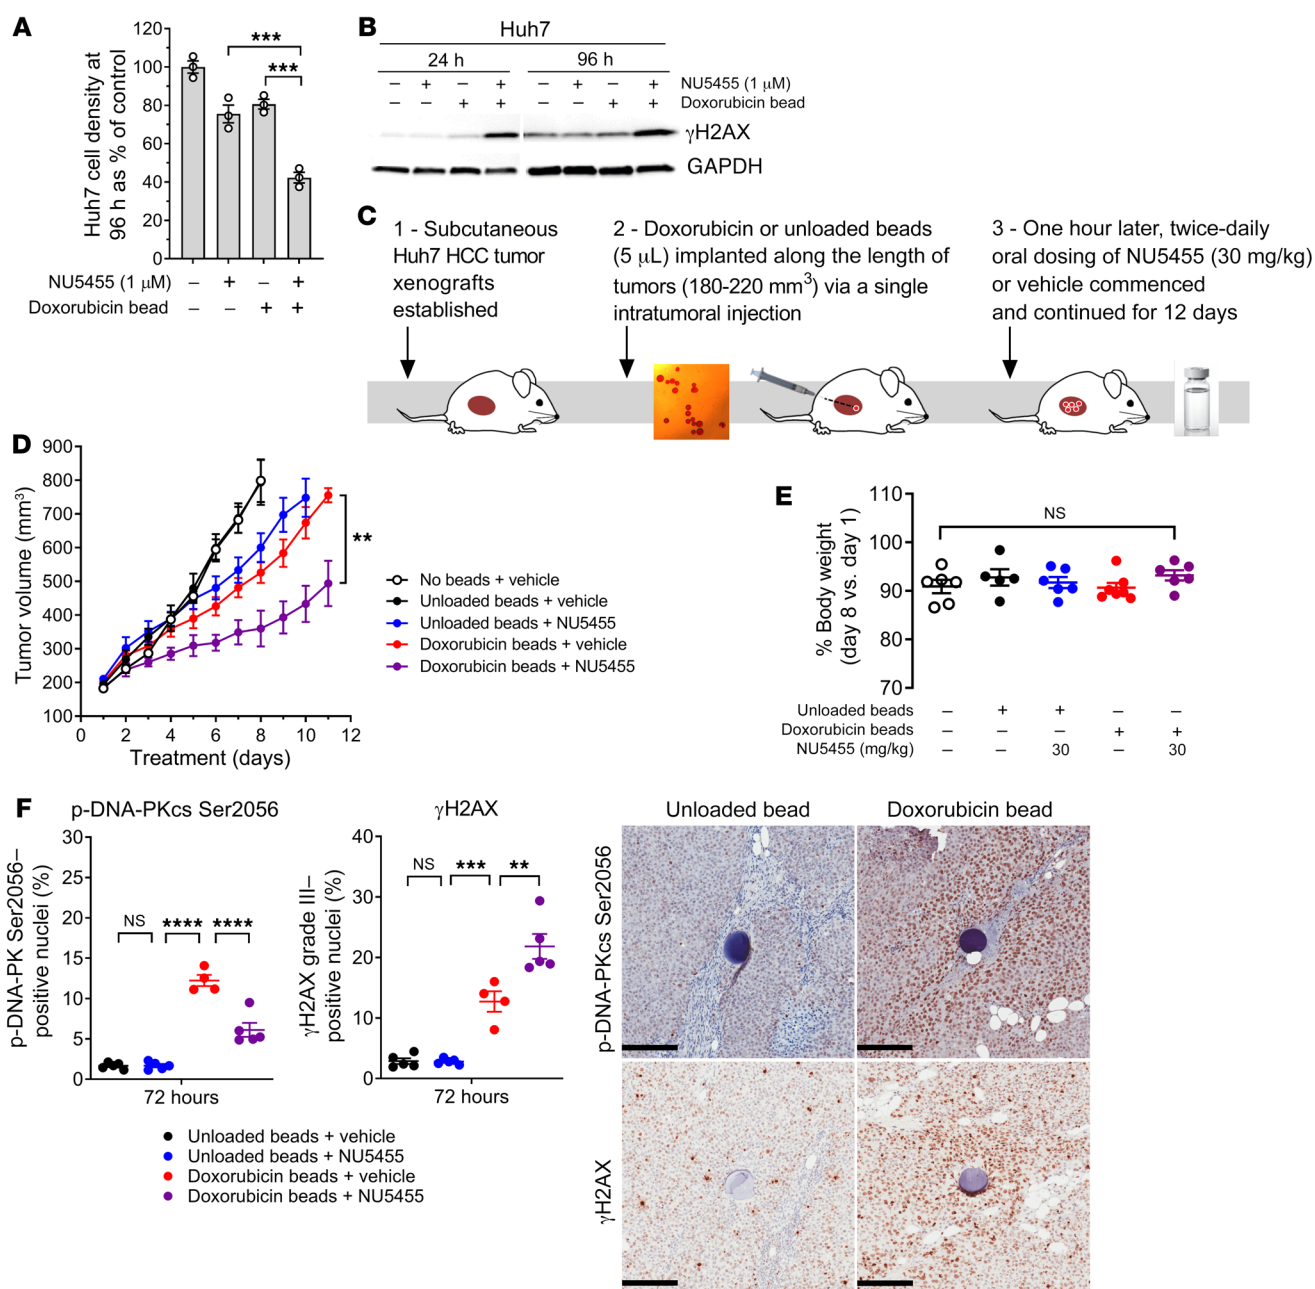 A
Huh7 cell density at
96 h as % of control
120
100
80
60
40
20
0
***
***
NU5455 (1 μM) – + – +
Doxorubicin bead – – + +
B
Huh7
24 h 96 h
– + – + – + – + NU5455 (1 μM)
– – + + – – + + Doxorubicin bead
γH2AX
GAPDH
C
1 - Subcutaneous
Huh7 HCC tumor
xenografts
established
2 - Doxorubicin or unloaded beads
(5 μL) implanted along the length of
tumors (180-220 mm³) via a single
intratumoral injection
3 - One hour later, twice-daily
oral dosing of NU5455 (30 mg/kg)
or vehicle commenced
and continued for 12 days
D
Tumor volume (mm³)
900
800
700
600
500
400
300
200
100
0 2 4 6 8 10 12
Treatment (days)
**
No beads + vehicle
Unloaded beads + vehicle
Unloaded beads + NU5455
Doxorubicin beads + vehicle
Doxorubicin beads + NU5455
E
% Body weight
(day 8 vs. day 1)
110
100
90
80
70
NS
Unloaded beads – + + – –
Doxorubicin beads – – – + +
NU5455 (mg/kg) – – 30 – 30
F
p-DNA-PKcs Ser2056
p-DNA-PK Ser2056–
positive nuclei (%)
30
25
20
15
10
5
0
NS **** ****
72 hours
γH2AX
γH2AX grade III–
positive nuclei (%)
40
30
20
10
0
NS *** **
72 hours
Unloaded beads + vehicle
Unloaded beads + NU5455
Doxorubicin beads + vehicle
Doxorubicin beads + NU5455
Unloaded bead Doxorubicin bead
p-DNA-PKcs Ser2056
γH2AX